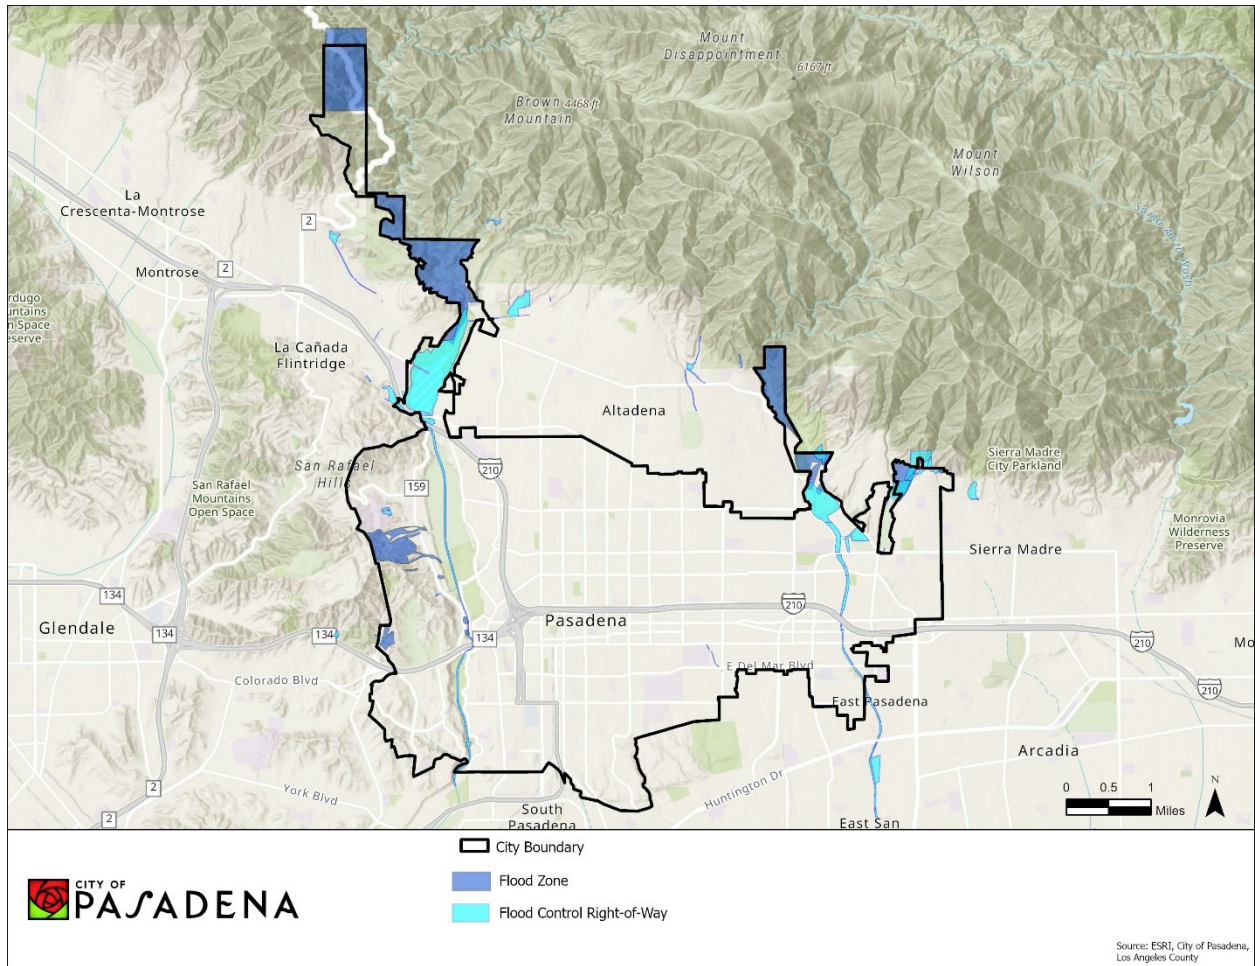 Mount
Disappointment
6167 ft
Brown
4468 ft
Mountain
Mount
Wilson
Santa Anita Wash
La
Crescenta-Montrose
2
Montrose
2
rdugo
untains
n Space
eserve
La Cañada
Flintridge
Altadena
San Rafael
Hills
210
159
San Rafael
Mountains
Open Space
Sierra Madre
City Parkland
Monrovia
Wilderness
Preserve
Sierra Madre
134
210
Glendale
134
134
134
Pasadena
210
Mo
E Del Mar Blvd
Colorado Blvd
210
East Pasadena
Arcadia
2
York Blvd
Huntington Dr
2
South
Pasadena
East San
0 0.5 1
Miles
N
City Boundary
Flood Zone
Flood Control Right-of-Way
CITY OF
PASADENA
Source: ESRI, City of Pasadena,
Los Angeles County